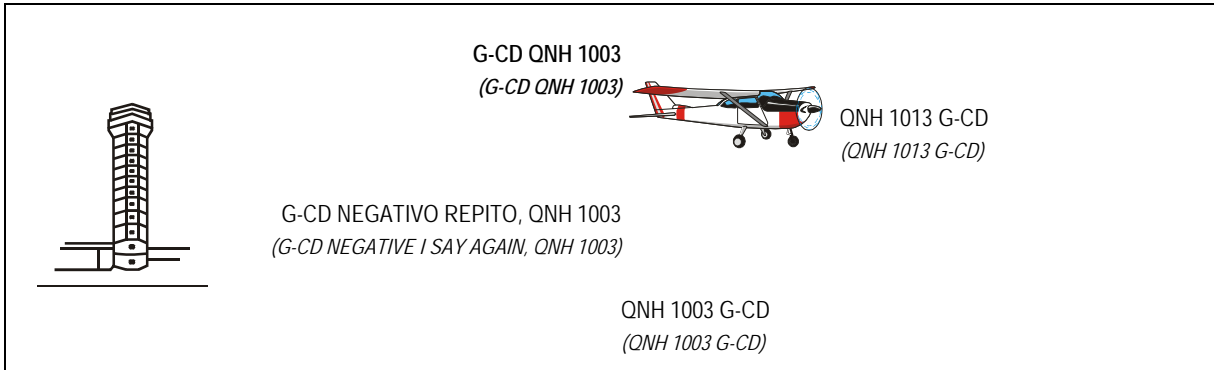 G-CD QNH 1003
(G-CD QNH 1003)
QNH 1013 G-CD
(QNH 1013 G-CD)
G-CD NEGATIVO REPITO, QNH 1003
(G-CD NEGATIVE I SAY AGAIN, QNH 1003)
QNH 1003 G-CD
(QNH 1003 G-CD)